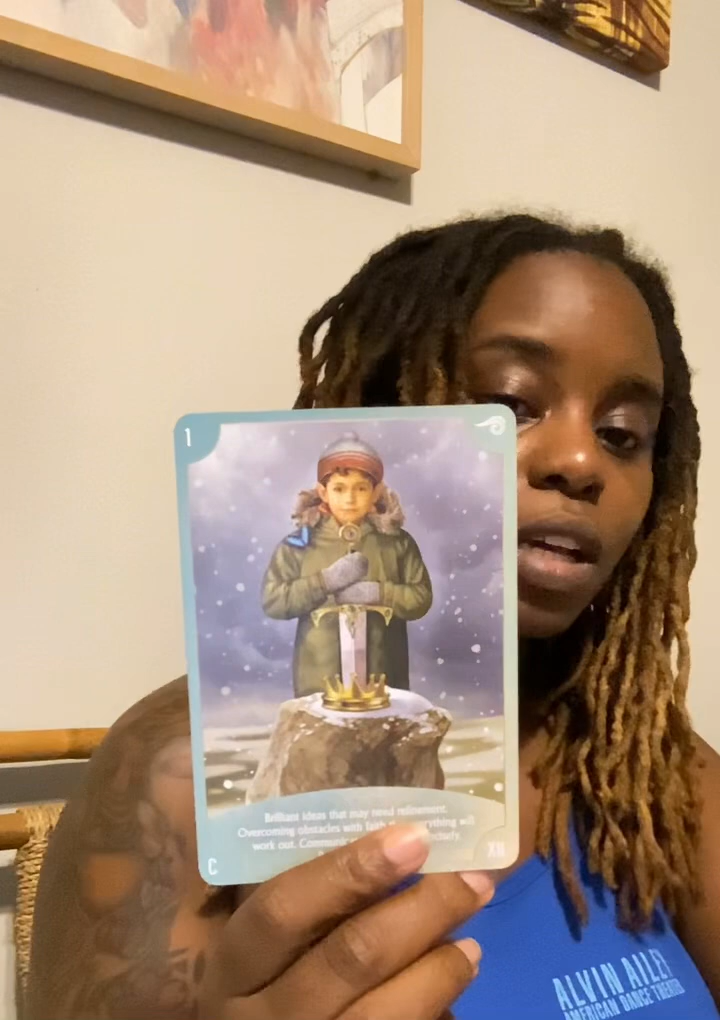 1
Brilliant ideas that may need refinement.
Overcoming obstacles with faith will
work out.
C
XII
ALVIN AILEY
AMERICAN DANCE THEATER